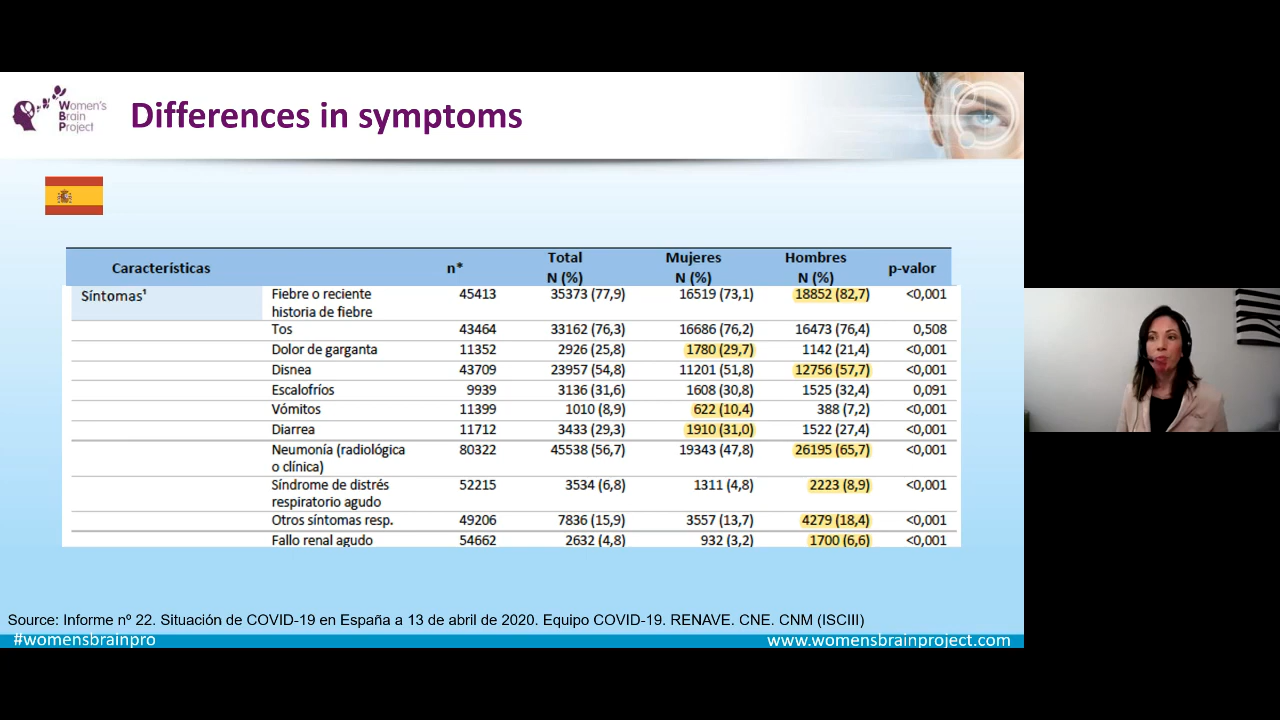 Women's
Brain
Project
Differences in symptoms
Características n* Total N (%) Mujeres N (%) Hombres N (%) p-valor
Síntomas¹ Fiebre o reciente historia de fiebre 45413 35373 (77,9) 16519 (73,1) 18852 (82,7) <0,001
Tos 43464 33162 (76,3) 16686 (76,2) 16473 (76,4) 0,508
Dolor de garganta 11352 2926 (25,8) 1780 (29,7) 1142 (21,4) <0,001
Disnea 43709 23957 (54,8) 11201 (51,8) 12756 (57,7) <0,001
Escalofríos 9939 3136 (31,6) 1608 (30,8) 1525 (32,4) 0,091
Vómitos 11399 1010 (8,9) 622 (10,4) 388 (7,2) <0,001
Diarrea 11712 3433 (29,3) 1910 (31,0) 1522 (27,4) <0,001
Neumonía (radiológica o clínica) 80322 45538 (56,7) 19343 (47,8) 26195 (65,7) <0,001
Síndrome de distrés respiratorio agudo 52215 3534 (6,8) 1311 (4,8) 2223 (8,9) <0,001
Otros síntomas resp. 49206 7836 (15,9) 3557 (13,7) 4279 (18,4) <0,001
Fallo renal agudo 54662 2632 (4,8) 932 (3,2) 1700 (6,6) <0,001
Source: Informe nº 22. Situación de COVID-19 en España a 13 de abril de 2020. Equipo COVID-19. RENAVE. CNE. CNM (ISCIII)
#womensbrainpro www.womensbrainproject.com